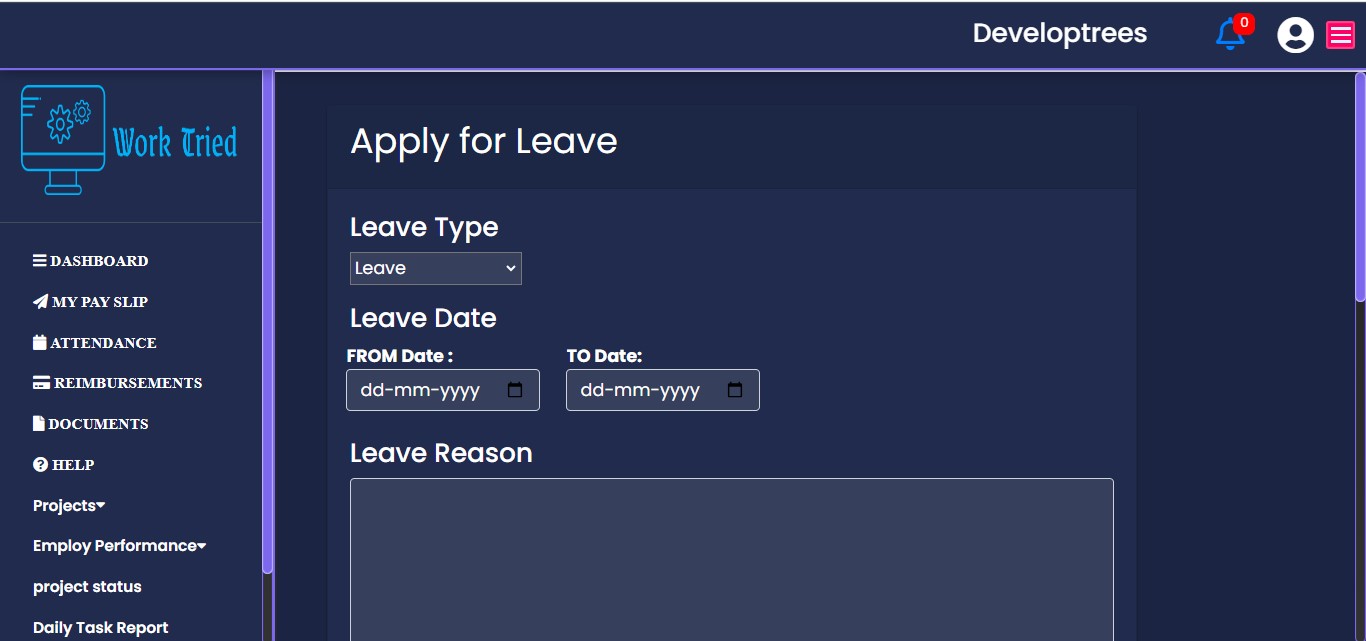 Developtrees
0
Work Tried
DASHBOARD
MY PAY SLIP
ATTENDANCE
REIMBURSEMENTS
DOCUMENTS
HELP
Projects
Employ Performance
project status
Daily Task Report
Apply for Leave
Leave Type
Leave
Leave Date
FROM Date : TO Date:
dd-mm-yyyy dd-mm-yyyy
Leave Reason